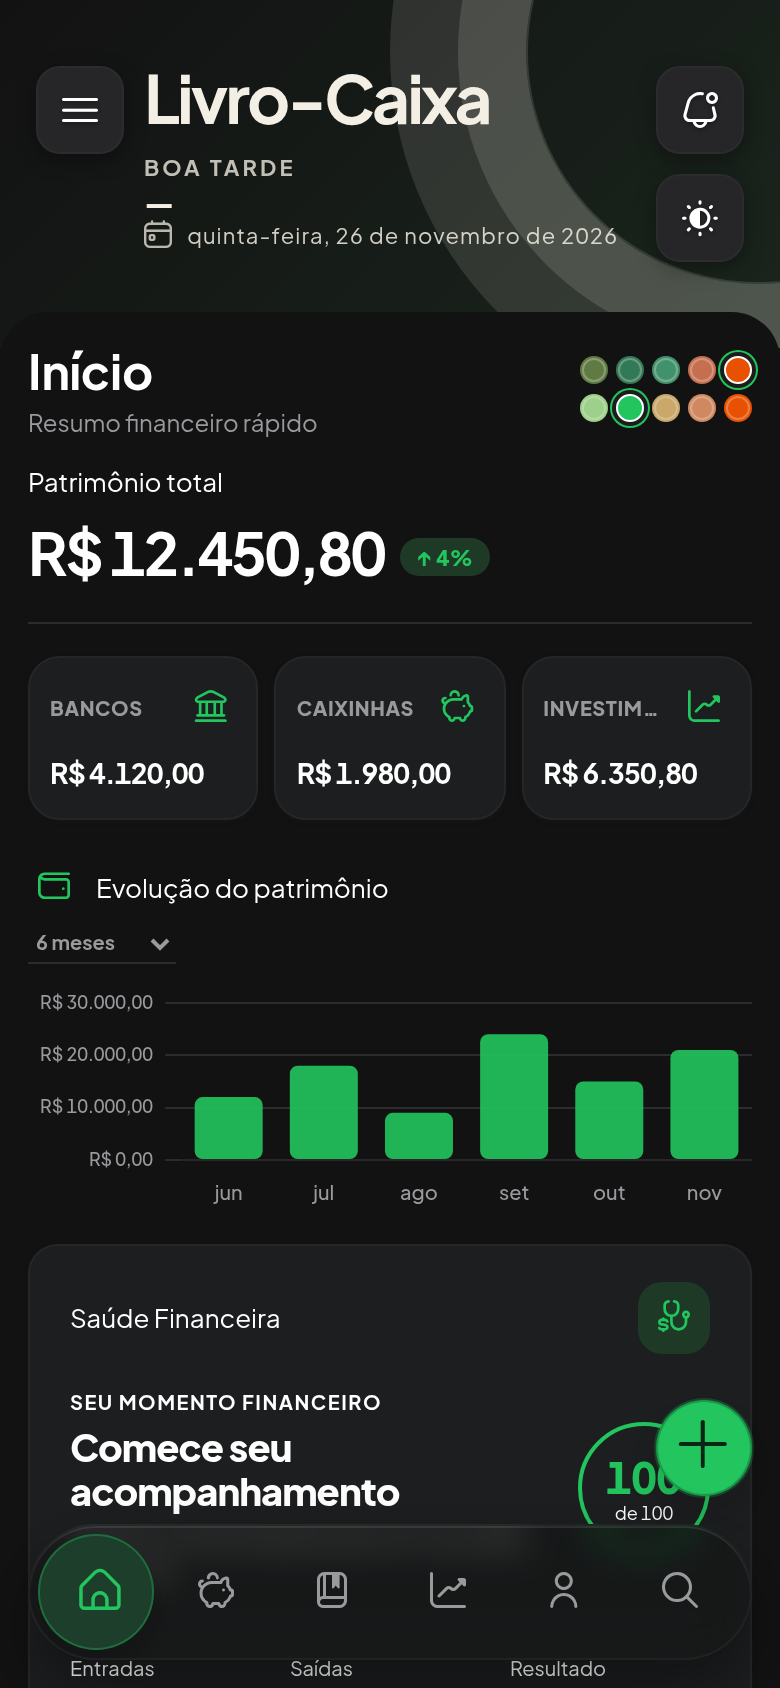 Livro-Caixa
BOA TARDE
quinta-feira, 26 de novembro de 2026
Início
Resumo financeiro rápido
Patrimônio total
R$ 12.450,80 ↑ 4%
BANCOS
R$ 4.120,00
CAIXINHAS
R$ 1.980,00
INVESTIM…
R$ 6.350,80
Evolução do patrimônio
6 meses
R$ 30.000,00
R$ 20.000,00
R$ 10.000,00
R$ 0,00
jun jul ago set out nov
Saúde Financeira
SEU MOMENTO FINANCEIRO
Comece seu
acompanhamento
100
de 100
Entradas Saídas Resultado